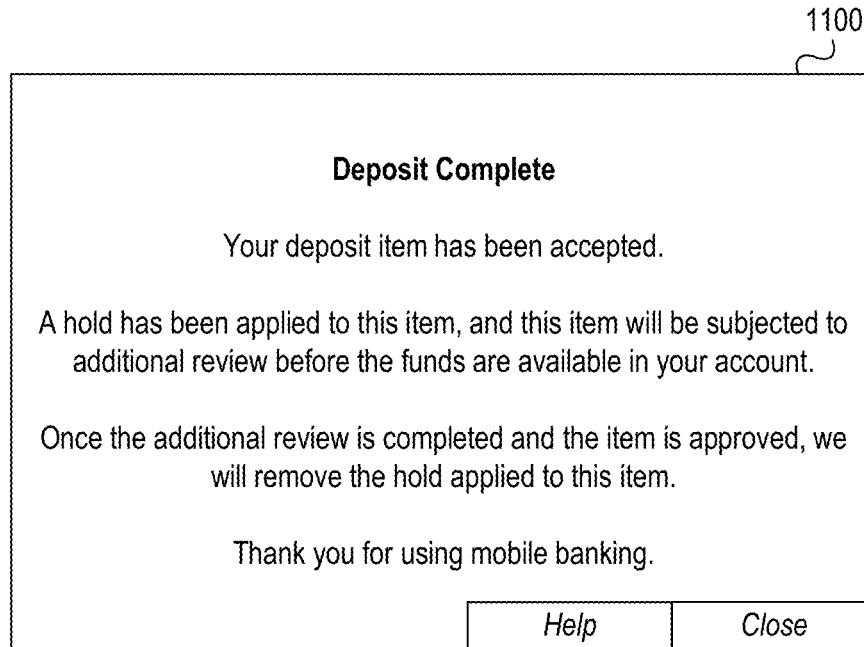 1100
Deposit Complete
Your deposit item has been accepted.
A hold has been applied to this item, and this item will be subjected to
additional review before the funds are available in your account.
Once the additional review is completed and the item is approved, we
will remove the hold applied to this item.
Thank you for using mobile banking.
Help Close